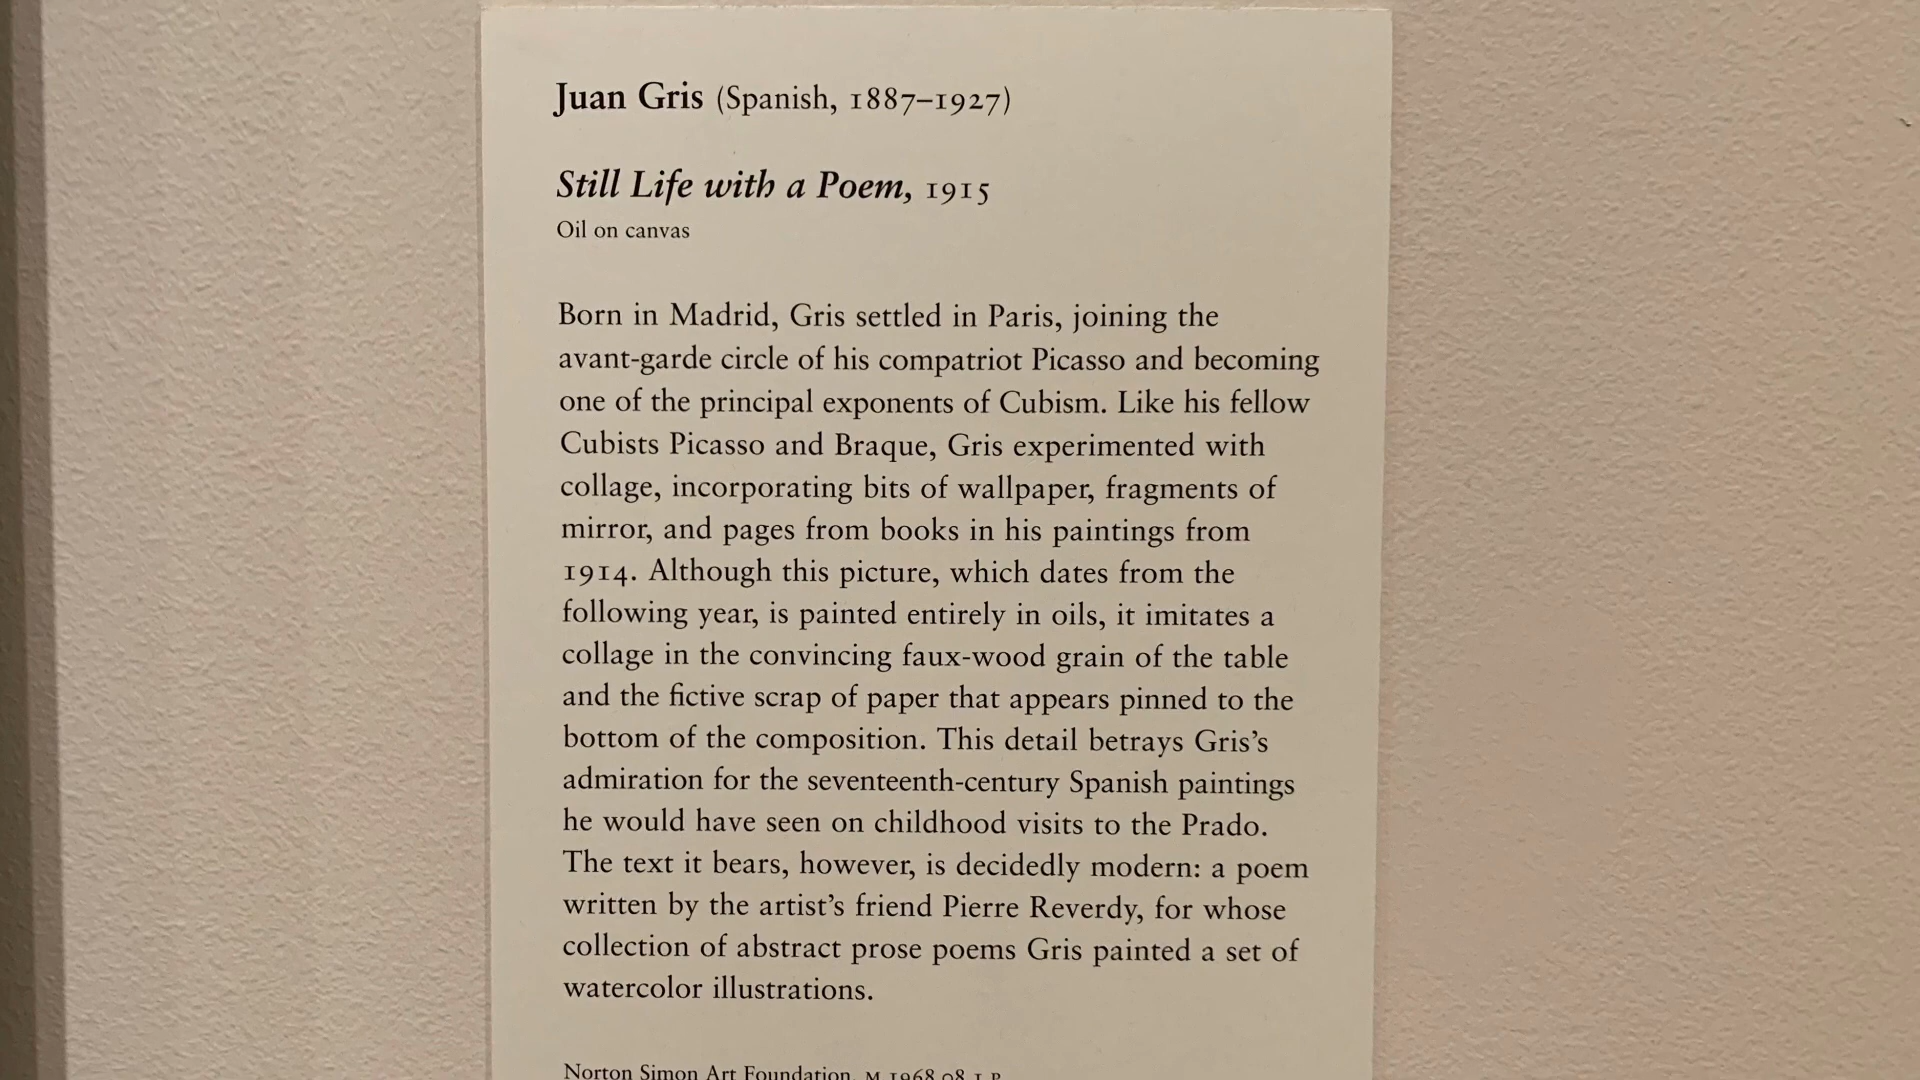 Juan Gris (Spanish, 1887–1927)
Still Life with a Poem, 1915
Oil on canvas
Born in Madrid, Gris settled in Paris, joining the
avant-garde circle of his compatriot Picasso and becoming
one of the principal exponents of Cubism. Like his fellow
Cubists Picasso and Braque, Gris experimented with
collage, incorporating bits of wallpaper, fragments of
mirror, and pages from books in his paintings from
1914. Although this picture, which dates from the
following year, is painted entirely in oils, it imitates a
collage in the convincing faux-wood grain of the table
and the fictive scrap of paper that appears pinned to the
bottom of the composition. This detail betrays Gris’s
admiration for the seventeenth-century Spanish paintings
he would have seen on childhood visits to the Prado.
The text it bears, however, is decidedly modern: a poem
written by the artist’s friend Pierre Reverdy, for whose
collection of abstract prose poems Gris painted a set of
watercolor illustrations.
Norton Simon Art Foundation, M.1968.08.1.P